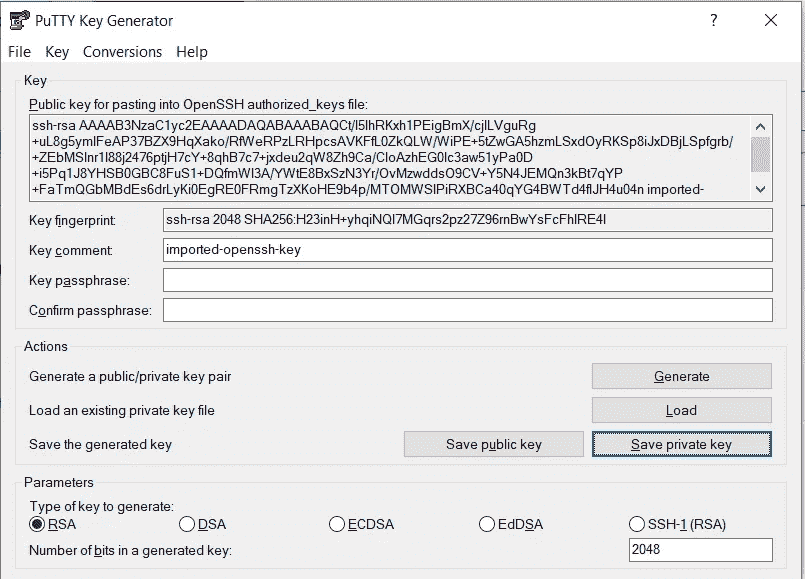 PuTTY Key Generator
? ×
File Key Conversions Help
Key
Public key for pasting into OpenSSH authorized_keys file:
ssh-rsa AAAAB3NzaC1yc2EAAAADAQABAAABAQCt/l5IhRKxh1PEigBmX/cjlLVguRg
+uL8g5ymlFeAP37BZX9HqXako/RfWeRPzLRHpcsAVKFfL0ZkQLW/WiPE+5tZwGA5hzmLSxdOyRKSp8iJxDBjLSpfgrb/
+ZEbMSlnr1l88j2476ptjH7cY+8qhB7c7+jxdeu2qW8Zh9Ca/CloAzhEG0lc3aw51yPa0D
+i5Pq1J8YHSB0GBC8FuS1+DQfmWl3A/YWtE8BxSzN3Yr/OvMzwddsO9CV+Y5N4JEMQn3kBt7qYP
+FaTmQGbMBdEs6drLyKi0EgRE0FRmgTzXKoHE9b4p/MTOMWSIPiRXBCa40qYG4BWTd4flJH4u04n imported-
Key fingerprint: ssh-rsa 2048 SHA256:H23inH+yhqiNQI7MGqrs2pz27Z96rnBwYsFcFhlRE4I
Key comment: imported-openssh-key
Key passphrase:
Confirm passphrase:
Actions
Generate a public/private key pair Generate
Load an existing private key file Load
Save the generated key Save public key Save private key
Parameters
Type of key to generate:
RSA DSA ECDSA EdDSA SSH-1 (RSA)
Number of bits in a generated key: 2048